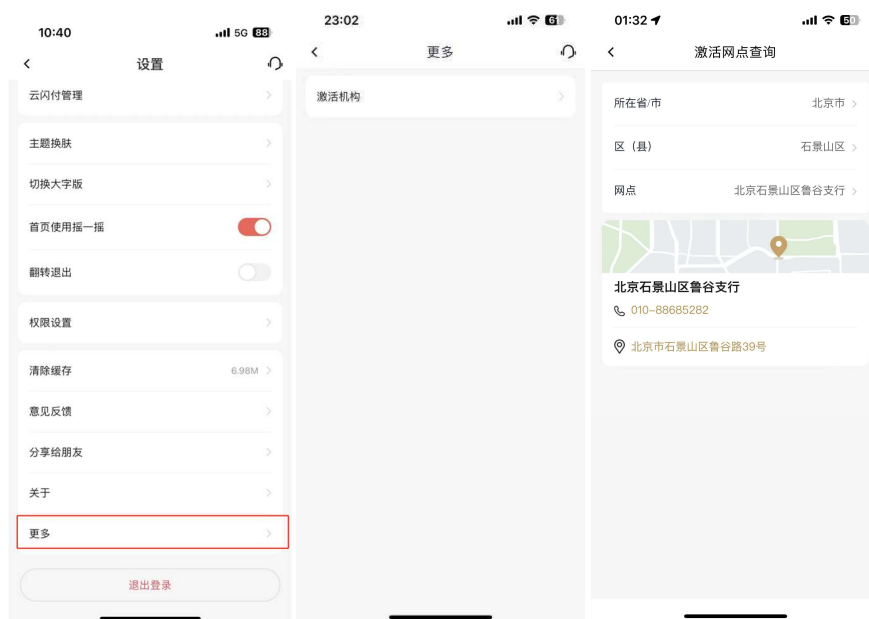 10:40
5G 88
设置
云闪付管理
主题换肤
切换大字版
首页使用摇一摇
翻转退出
权限设置
清除缓存 6.98M
意见反馈
分享给朋友
关于
更多
退出登录
23:02
61
更多
激活机构
01:32
50
激活网点查询
所在省/市 北京市
区（县） 石景山区
网点 北京石景山区鲁谷支行
北京石景山区鲁谷支行
010-88685282
北京市石景山区鲁谷路39号